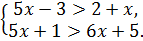 5x − 3 > 2 + x,
5x + 1 > 6x + 5.